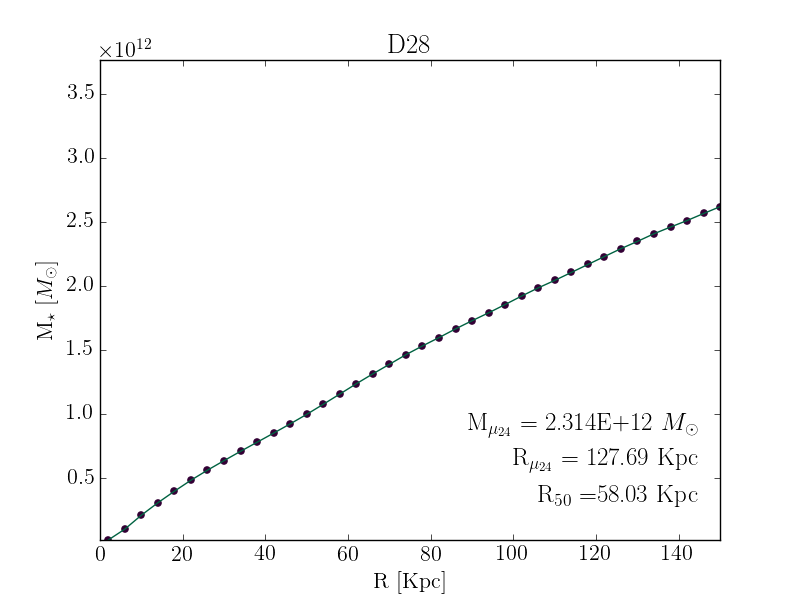 D28
×10¹²
3.5
3.0
2.5
2.0
1.5
1.0
0.5
M⋆ [M⊙]
M_μ₂₄ = 2.314E+12 M⊙
R_μ₂₄ = 127.69 Kpc
R₅₀ =58.03 Kpc
0 20 40 60 80 100 120 140
R [Kpc]